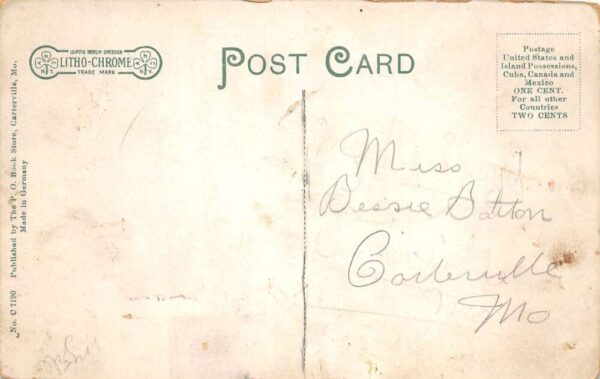 LEIPZIG BERLIN DRESDEN
LITHO-CHROME
TRADE MARK
POST CARD
Postage
United States and
Island Possessions,
Cuba, Canada and
Mexico
ONE CENT.
For all other
Countries
TWO CENTS
No. C 7190 Published by The P. O. Book Store, Carterville, Mo.
Made in Germany
Miss
Bessie
Carterville
Mo